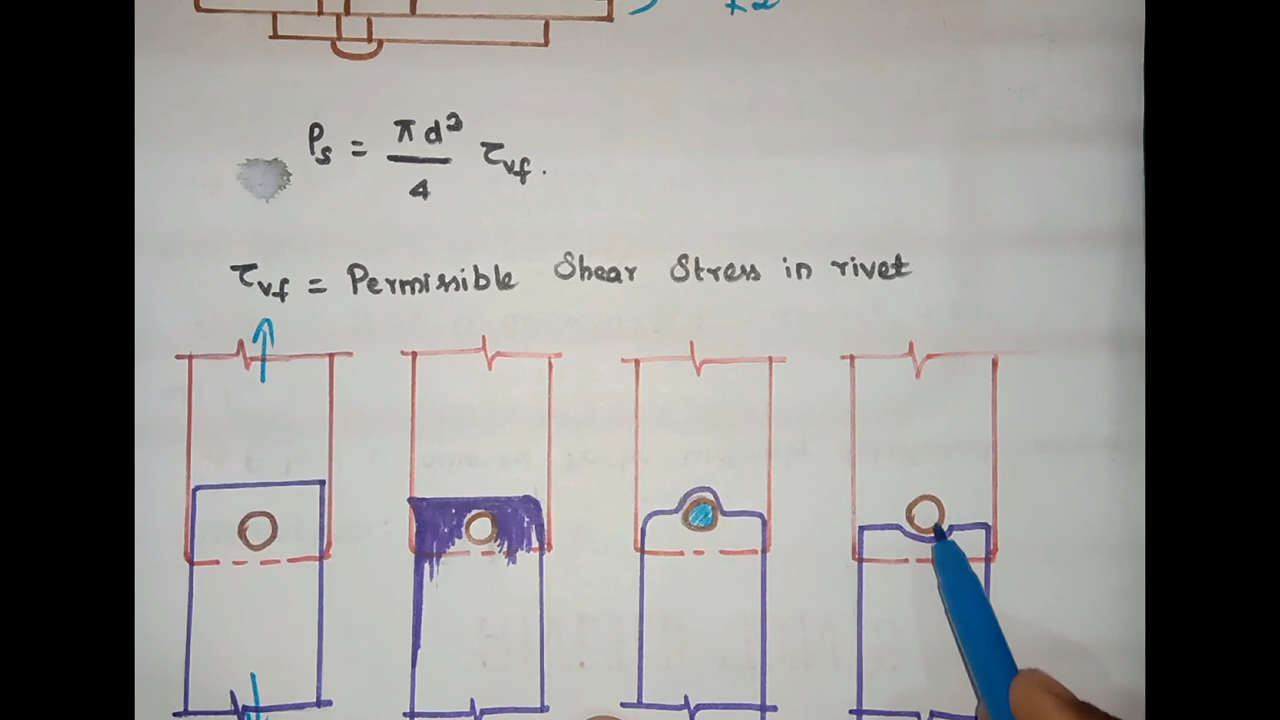 Ps = πd²/4 τvf.
τvf = Permissible Shear Stress in rivet